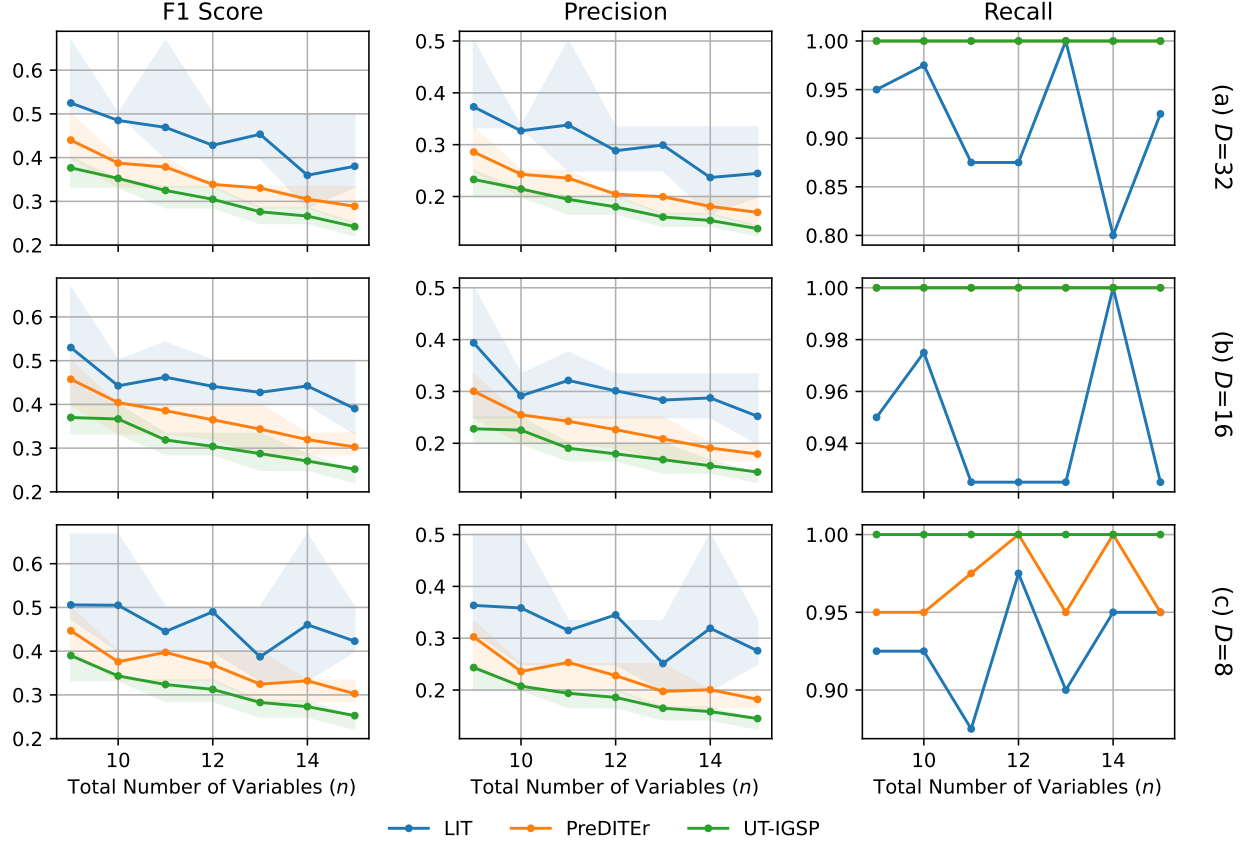 F1 Score
Precision
Recall
0.6
0.5
0.4
0.3
0.2
0.5
0.4
0.3
0.2
1.00
0.95
0.90
0.85
0.80
(a) D=32
0.6
0.5
0.4
0.3
0.2
0.5
0.4
0.3
0.2
1.00
0.98
0.96
0.94
(b) D=16
0.6
0.5
0.4
0.3
0.2
0.5
0.4
0.3
0.2
1.00
0.95
0.90
(c) D=8
10 12 14
10 12 14
10 12 14
Total Number of Variables (n)
Total Number of Variables (n)
Total Number of Variables (n)
LIT
PreDITEr
UT-IGSP